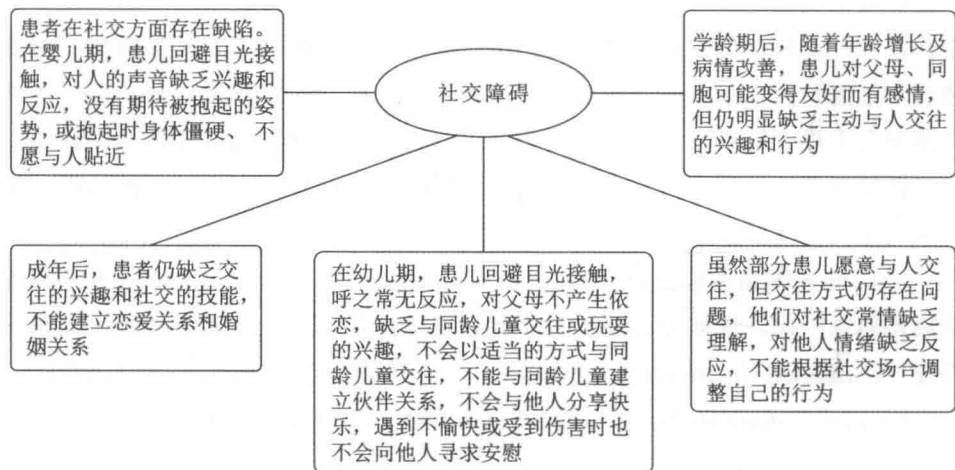 患者在社交方面存在缺陷。
在婴儿期，患儿回避目光接
触，对人的声音缺乏兴趣和
反应，没有期待被抱起的姿
势，或抱起时身体僵硬、不
愿与人贴近
社交障碍
学龄期后，随着年龄增长及
病情改善，患儿对父母、同
胞可能变得友好而有感情，
但仍明显缺乏主动与人交往
的兴趣和行为
成年后，患者仍缺乏交
往的兴趣和社交的技能，
不能建立恋爱关系和婚
姻关系
在幼儿期，患儿回避目光接触，
呼之常无反应，对父母不产生依
恋，缺乏与同龄儿童交往或玩耍
的兴趣，不会以适当的方式与同
龄儿童交往，不能与同龄儿童建
立伙伴关系，不会与他人分享快
乐，遇到不愉快或受到伤害时也
不会向他人寻求安慰
虽然部分患儿愿意与人交
往，但交往方式仍存在问
题，他们对社交常情缺乏
理解，对他人情绪缺乏反
应，不能根据社交场合调
整自己的行为